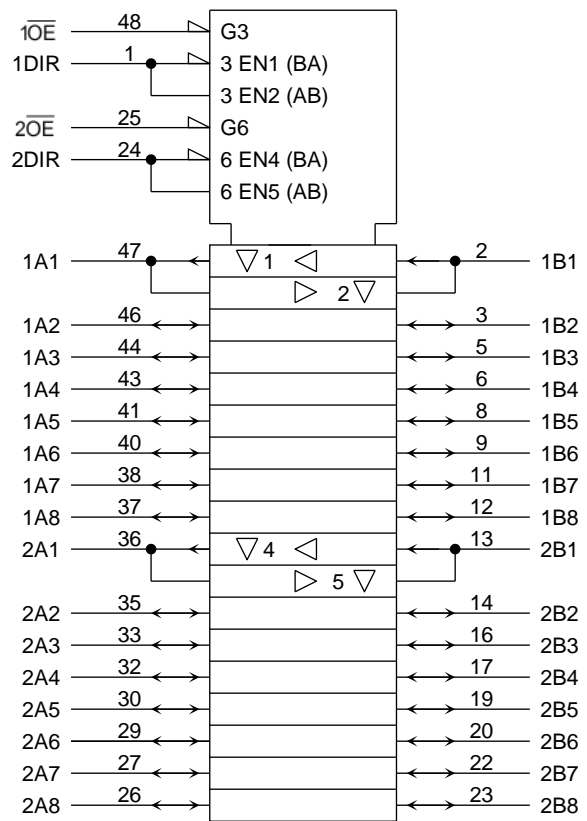 1O̅E̅ 48 G3
1DIR 1 3 EN1 (BA)
3 EN2 (AB)
2O̅E̅ 25 G6
2DIR 24 6 EN4 (BA)
6 EN5 (AB)
1A1 47 1 2 1B1
2
1A2 46 3 1B2
1A3 44 5 1B3
1A4 43 6 1B4
1A5 41 8 1B5
1A6 40 9 1B6
1A7 38 11 1B7
1A8 37 12 1B8
2A1 36 4 13 2B1
5
2A2 35 14 2B2
2A3 33 16 2B3
2A4 32 17 2B4
2A5 30 19 2B5
2A6 29 20 2B6
2A7 27 22 2B7
2A8 26 23 2B8